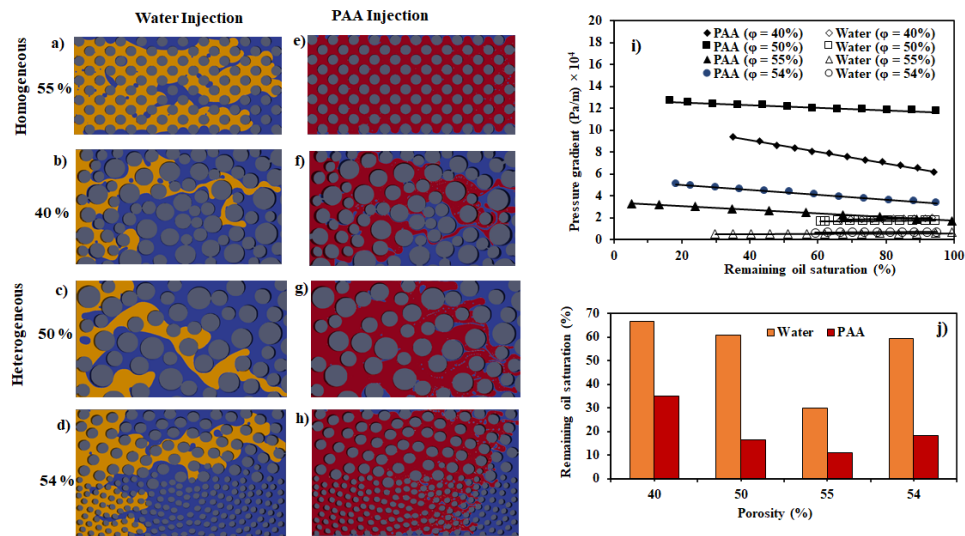 Water Injection
PAA Injection
Homogeneous
Heterogeneous
a)
55 %
e)
b)
40 %
f)
c)
50 %
g)
d)
54 %
h)
i)
Pressure gradient (Pa/m) × 10⁴
20
18
16
14
12
10
8
6
4
2
0
PAA (φ = 40%)
Water (φ = 40%)
PAA (φ = 50%)
Water (φ = 50%)
PAA (φ = 55%)
Water (φ = 55%)
PAA (φ = 54%)
Water (φ = 54%)
0 20 40 60 80 100
Remaining oil saturation (%)
j)
Remaining oil saturation (%)
70
60
50
40
30
20
10
0
Water
PAA
40 50 55 54
Porosity (%)